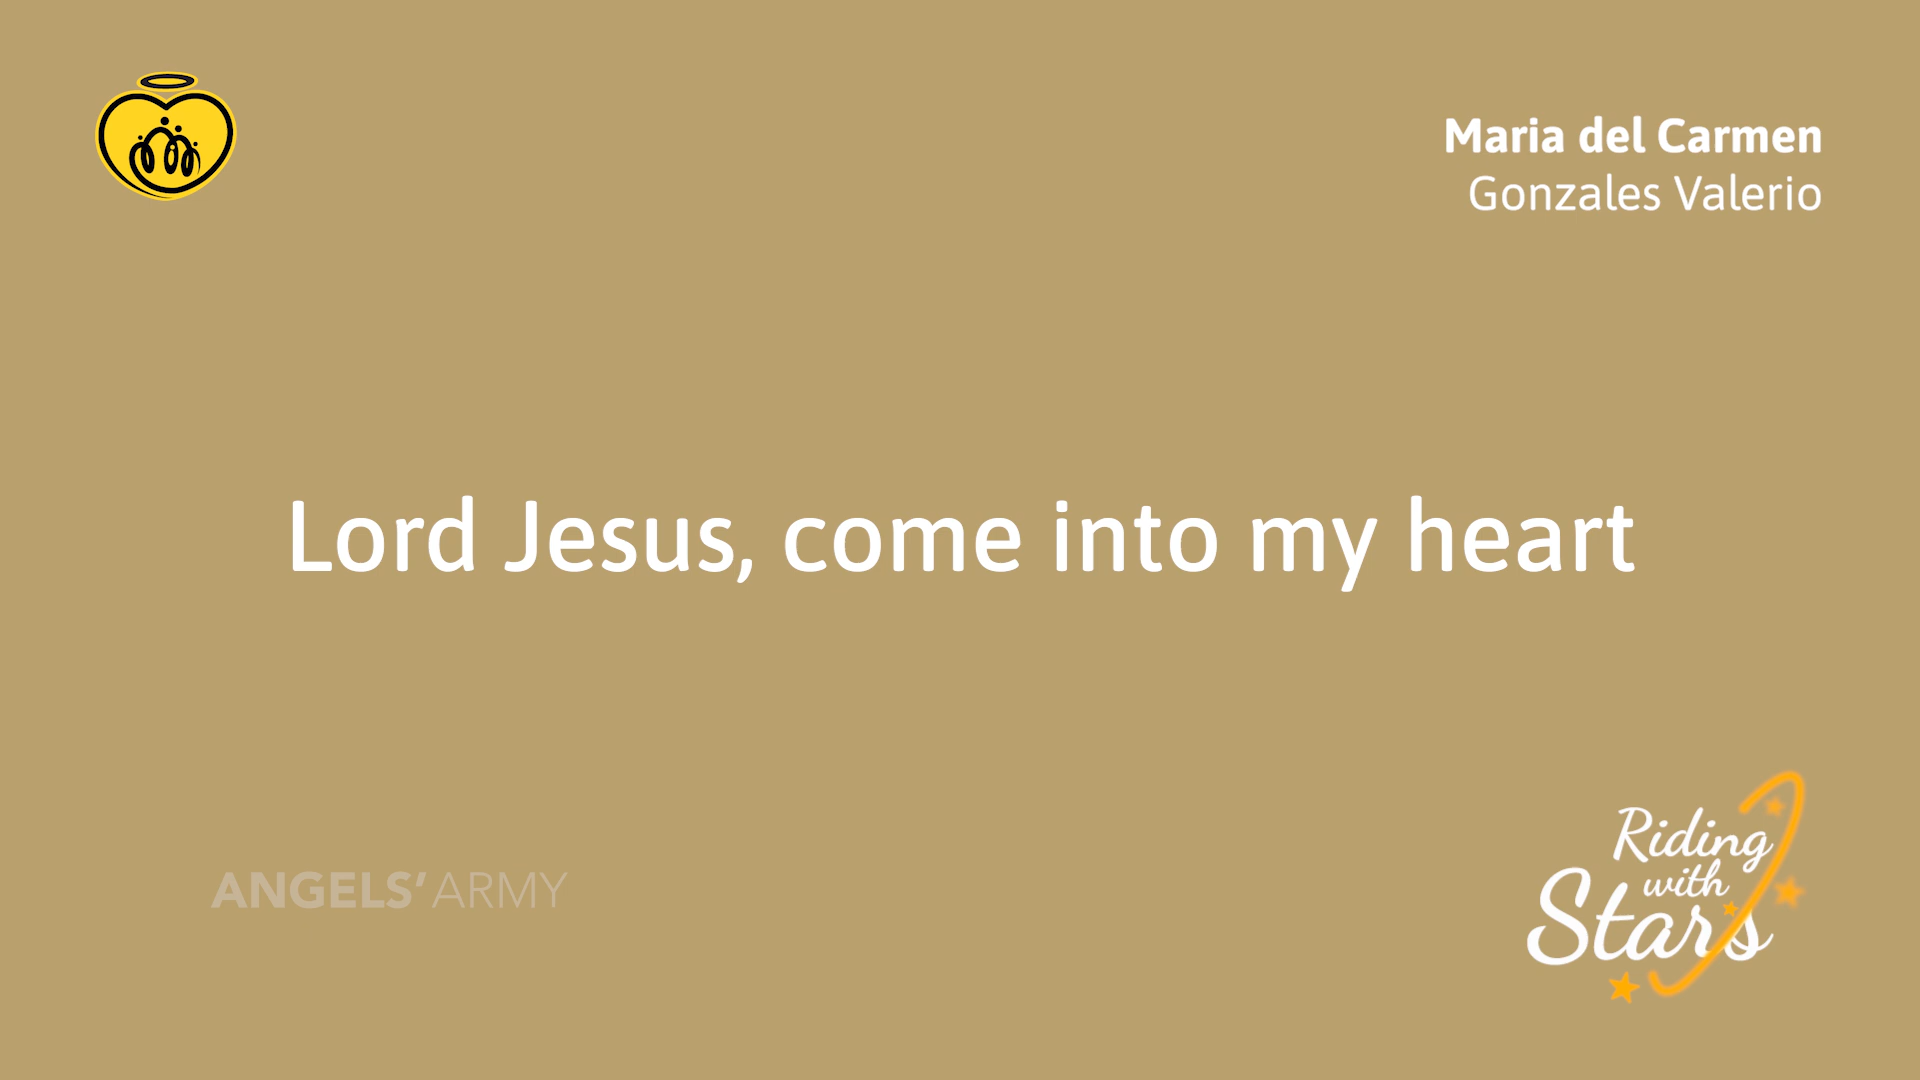 Maria del Carmen
Gonzales Valerio
Lord Jesus, come into my heart
ANGELS’ARMY
Riding
with
Stars